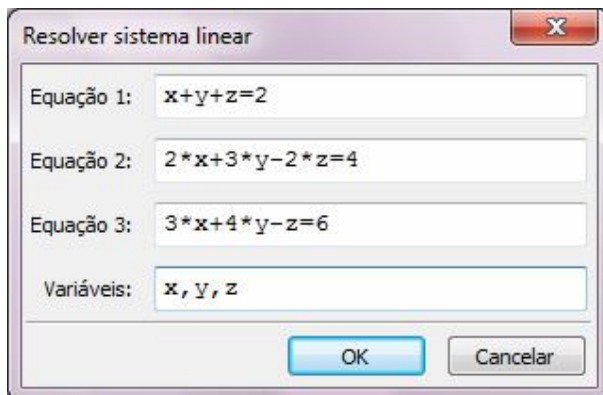 Resolver sistema linear
Equação 1: x+y+z=2
Equação 2: 2*x+3*y-2*z=4
Equação 3: 3*x+4*y-z=6
Variáveis: x,y,z
OK Cancelar